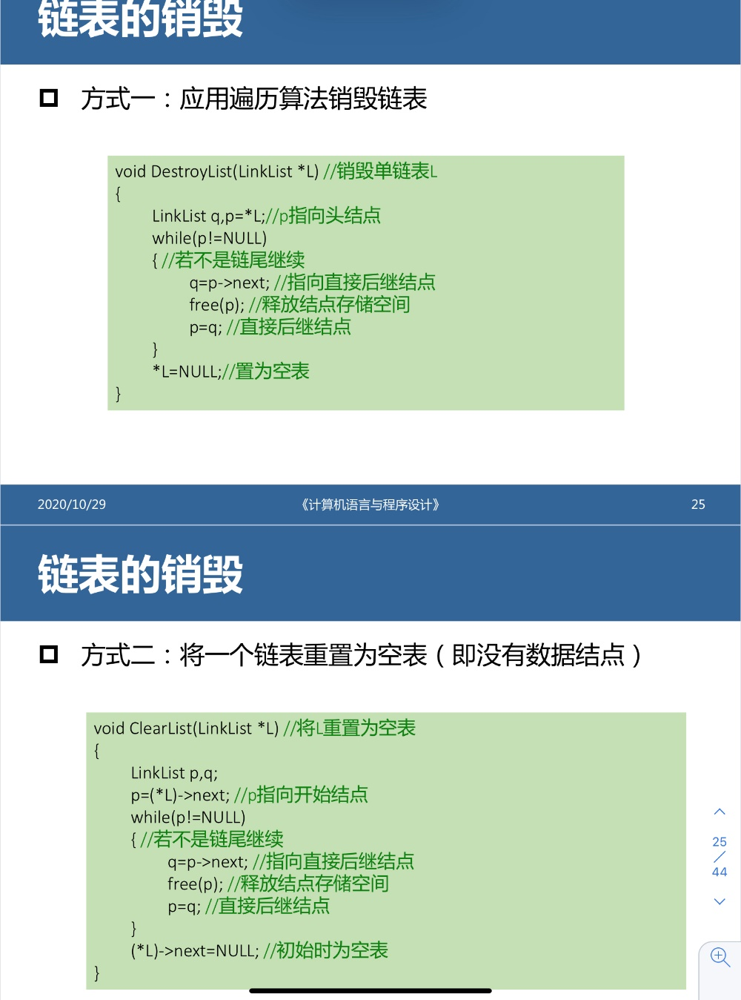 链表的销毁
方式一：应用遍历算法销毁链表
void DestroyList(LinkList *L) //销毁单链表L
{
LinkList q,p=*L;//p指向头结点
while(p!=NULL)
{ //若不是链尾继续
q=p->next; //指向直接后继结点
free(p); //释放结点存储空间
p=q; //直接后继结点
}
*L=NULL;//置为空表
}
2020/10/29 《计算机语言与程序设计》 25
链表的销毁
方式二：将一个链表重置为空表（即没有数据结点）
void ClearList(LinkList *L) //将L重置为空表
{
LinkList p,q;
p=(*L)->next; //p指向开始结点
while(p!=NULL)
{ //若不是链尾继续
q=p->next; //指向直接后继结点
free(p); //释放结点存储空间
p=q; //直接后继结点
}
(*L)->next=NULL; //初始时为空表
}
25
/
44